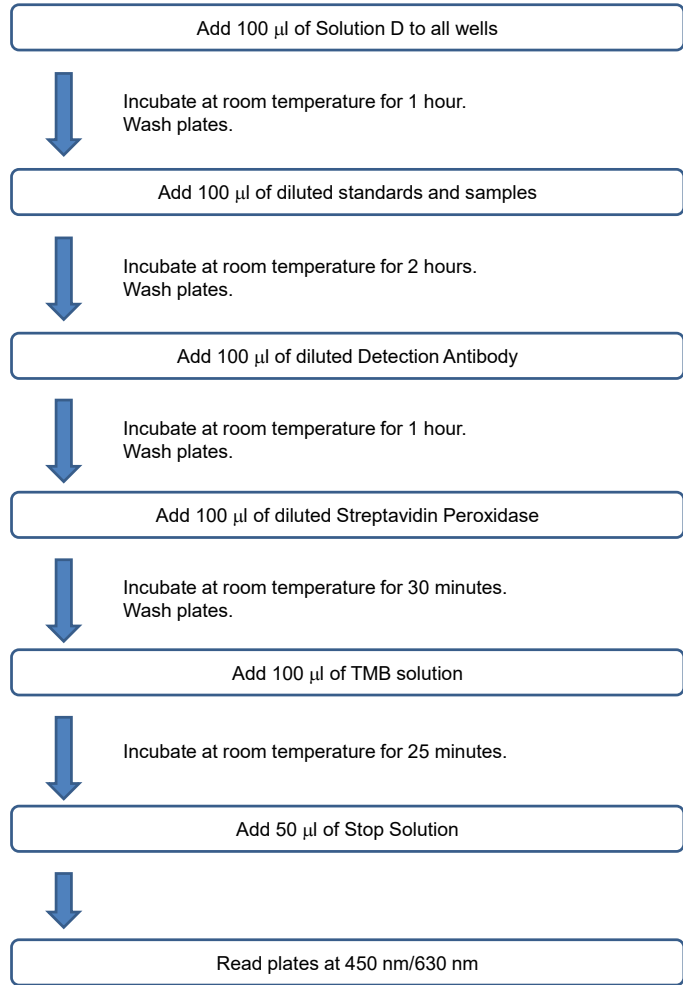 Add 100 μl of Solution D to all wells
Incubate at room temperature for 1 hour.
Wash plates.
Add 100 μl of diluted standards and samples
Incubate at room temperature for 2 hours.
Wash plates.
Add 100 μl of diluted Detection Antibody
Incubate at room temperature for 1 hour.
Wash plates.
Add 100 μl of diluted Streptavidin Peroxidase
Incubate at room temperature for 30 minutes.
Wash plates.
Add 100 μl of TMB solution
Incubate at room temperature for 25 minutes.
Add 50 μl of Stop Solution
Read plates at 450 nm/630 nm